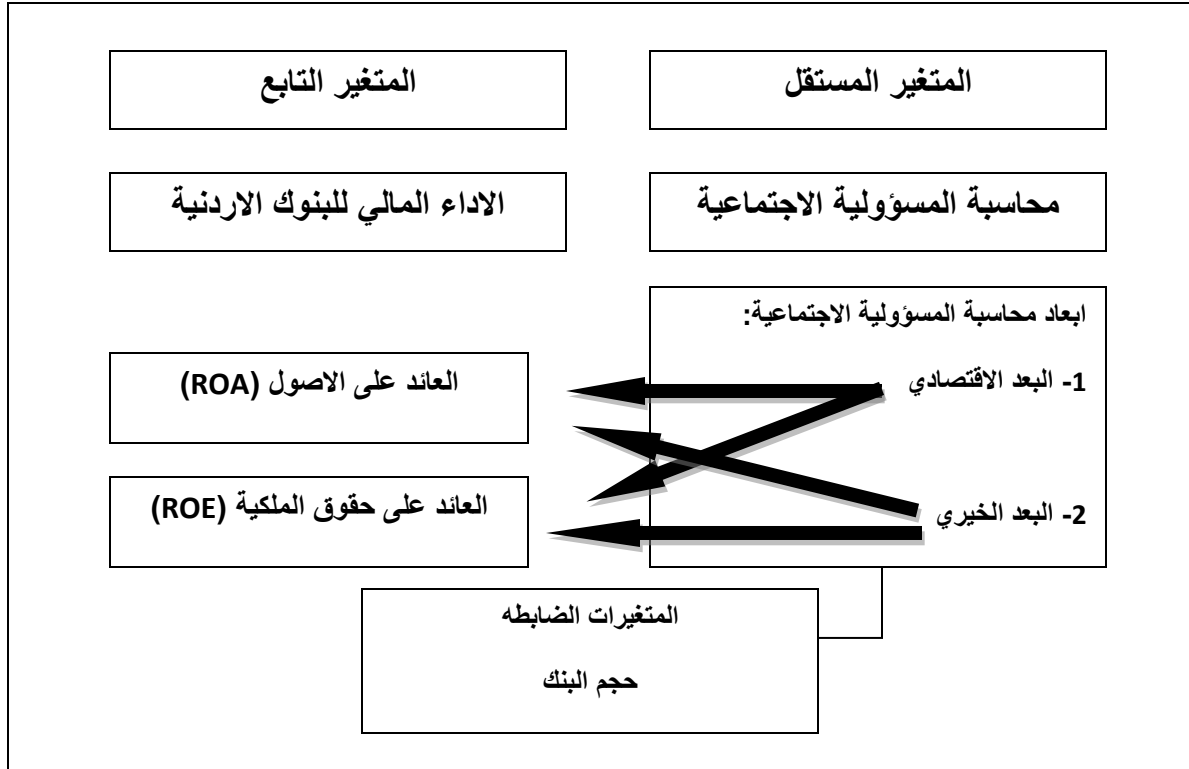 المتغير المستقل
المتغير التابع
محاسبة المسؤولية الاجتماعية
الاداء المالي للبنوك الاردنية
ابعاد محاسبة المسؤولية الاجتماعية:
1- البعد الاقتصادي
2- البعد الخيري
العائد على الاصول (ROA)
العائد على حقوق الملكية (ROE)
المتغيرات الضابطه
حجم البنك